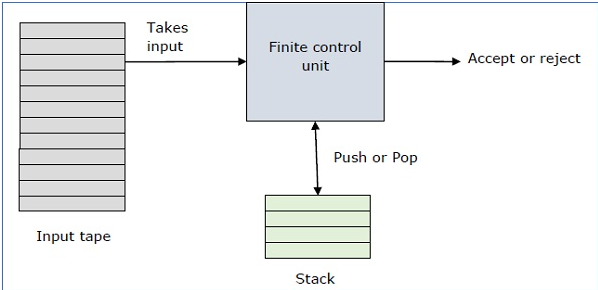 Takes
input
Finite control
unit
Accept or reject
Push or Pop
Input tape
Stack